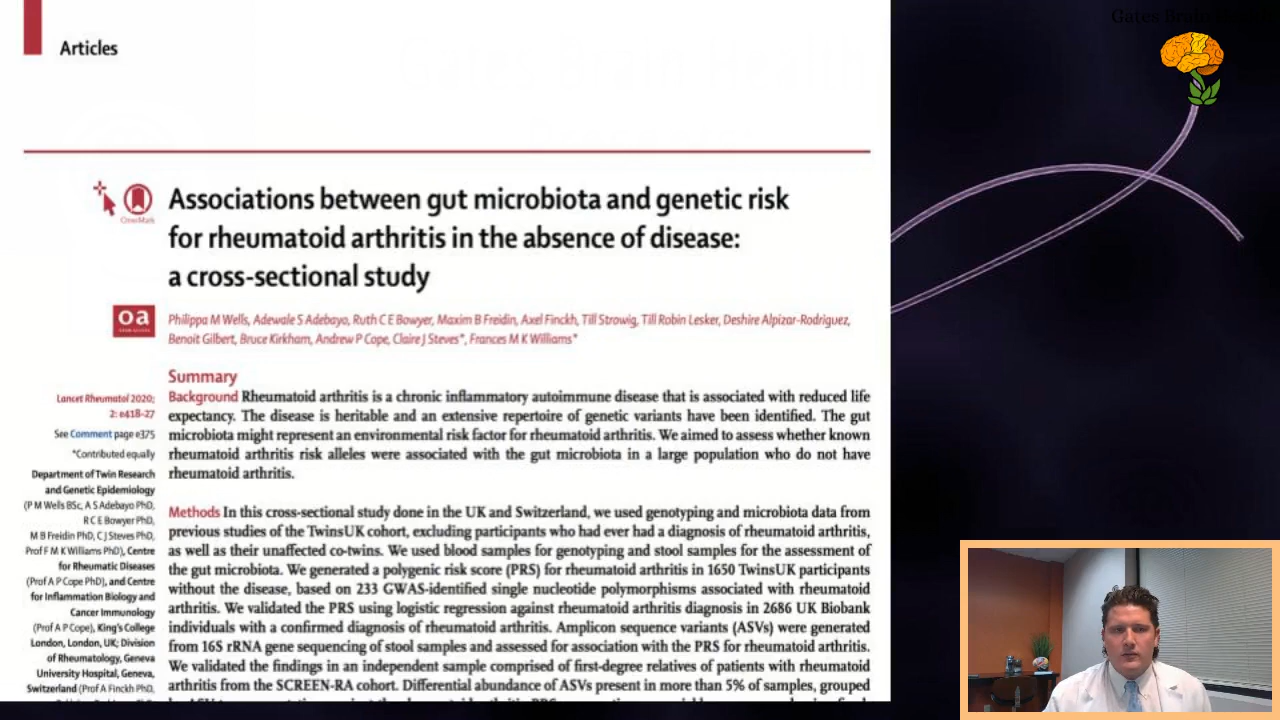 Gates Brain
Articles
CrossMark
Associations between gut microbiota and genetic risk
for rheumatoid arthritis in the absence of disease:
a cross-sectional study
oa
OPEN ACCESS
Philippa M Wells, Adewale S Adebayo, Ruth C E Bowyer, Maxim B Freidin, Axel Finckh, Till Strowig, Till Robin Lesker, Deshire Alpizar-Rodriguez,
Benoit Gilbert, Bruce Kirkham, Andrew P Cope, Claire J Steves*, Frances M K Williams*
Summary
Background Rheumatoid arthritis is a chronic inflammatory autoimmune disease that is associated with reduced life
expectancy. The disease is heritable and an extensive repertoire of genetic variants have been identified. The gut
microbiota might represent an environmental risk factor for rheumatoid arthritis. We aimed to assess whether known
rheumatoid arthritis risk alleles were associated with the gut microbiota in a large population who do not have
rheumatoid arthritis.
Methods In this cross-sectional study done in the UK and Switzerland, we used genotyping and microbiota data from
previous studies of the TwinsUK cohort, excluding participants who had ever had a diagnosis of rheumatoid arthritis,
as well as their unaffected co-twins. We used blood samples for genotyping and stool samples for the assessment of
the gut microbiota. We generated a polygenic risk score (PRS) for rheumatoid arthritis in 1650 TwinsUK participants
without the disease, based on 233 GWAS-identified single nucleotide polymorphisms associated with rheumatoid
arthritis. We validated the PRS using logistic regression against rheumatoid arthritis diagnosis in 2686 UK Biobank
individuals with a confirmed diagnosis of rheumatoid arthritis. Amplicon sequence variants (ASVs) were generated
from 16S rRNA gene sequencing of stool samples and assessed for association with the PRS for rheumatoid arthritis.
We validated the findings in an independent sample comprised of first-degree relatives of patients with rheumatoid
arthritis from the SCREEN-RA cohort. Differential abundance of ASVs present in more than 5% of samples, grouped
Lancet Rheumatol 2020;
2: e418–27
See Comment page e375
*Contributed equally
Department of Twin Research
and Genetic Epidemiology
(P M Wells BSc, A S Adebayo PhD,
R C E Bowyer PhD,
M B Freidin PhD, C J Steves PhD,
Prof F M K Williams PhD), Centre
for Rheumatic Diseases
(Prof A P Cope PhD), and Centre
for Inflammation Biology and
Cancer Immunology
(Prof A P Cope), King's College
London, London, UK; Division
of Rheumatology, Geneva
University Hospital, Geneva,
Switzerland (Prof A Finckh PhD,